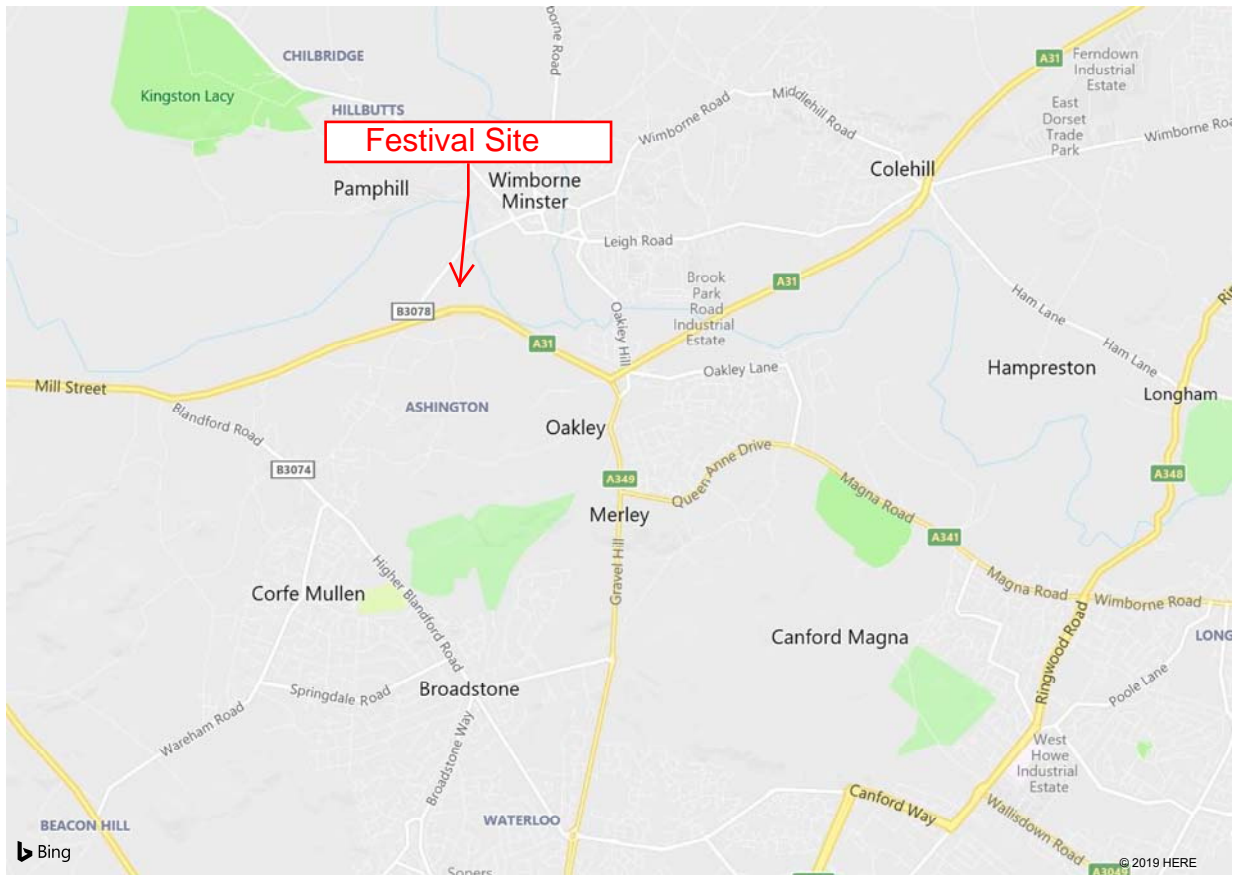 CHILBRIDGE
Kingston Lacy
HILLBUTTS
Festival Site
Pamphill
Wimborne
Minster
Wimborne Road
Middlehill Road
A31
Ferndown
Industrial
Estate
East
Dorset
Trade
Park
Colehill
Leigh Road
A31
Brook
Park
Road
Industrial
Estate
B3078
Oakley Hill
A31
Ham Lane
Ham Lane
Hampreston
Longham
Mill Street
Oakley Lane
ASHINGTON
Blandford Road
Oakley
B3074
A349
Queen Anne Drive
Merley
Magna Road
A348
A341
Gravel Hill
Higher Blandford Road
Corfe Mullen
Magna Road
Wimborne Road
Canford Magna
Ringwood Road
Poole Lane
Springdale Road
Broadstone
Wareham Road
Broadstone Way
West
Howe
Industrial
Estate
BEACON HILL
WATERLOO
Canford Way
Wallisdown Road
Bing
A3049
© 2019 HERE